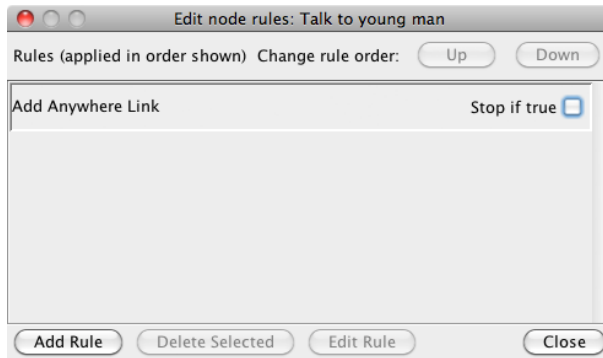 Edit node rules: Talk to young man
Rules (applied in order shown) Change rule order: Up Down
Add Anywhere Link Stop if true
Add Rule Delete Selected Edit Rule Close